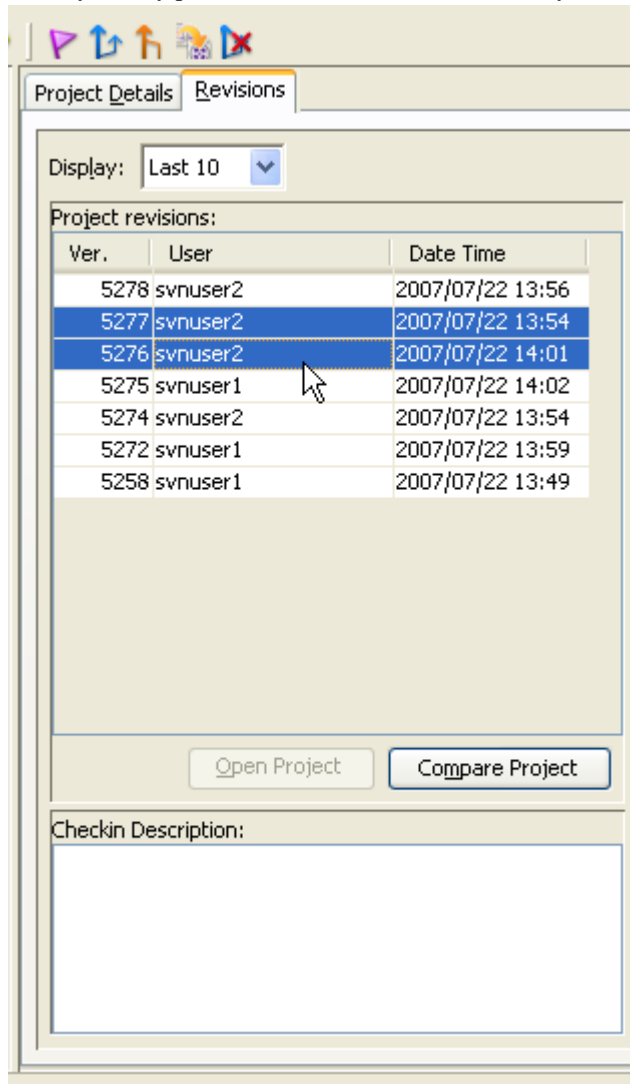 Project Details Revisions
Display: Last 10
Project revisions:
Ver. User Date Time
5278 svnuser2 2007/07/22 13:56
5277 svnuser2 2007/07/22 13:54
5276 svnuser2 2007/07/22 14:01
5275 svnuser1 2007/07/22 14:02
5274 svnuser2 2007/07/22 13:54
5272 svnuser1 2007/07/22 13:59
5258 svnuser1 2007/07/22 13:49
Open Project Compare Project
Checkin Description: